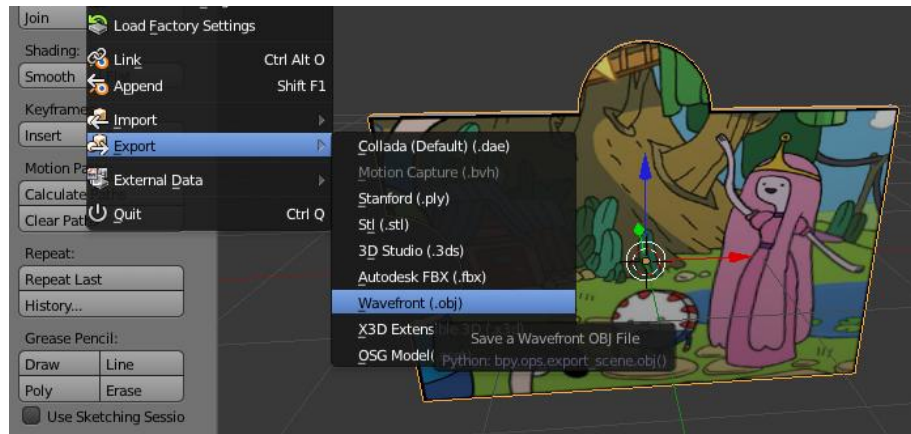 Join
Load Factory Settings
Shading:
Link Ctrl Alt O
Smooth
Append Shift F1
Keyframe
Import
Insert
Export
Collada (Default) (.dae)
Motion Capture (.bvh)
Stanford (.ply)
Stl (.stl)
3D Studio (.3ds)
Autodesk FBX (.fbx)
Wavefront (.obj)
X3D Extens
OSG Model(
Save a Wavefront OBJ File
Python: bpy.ops.export_scene.obj()
Motion Pa
External Data
Calculate
Quit Ctrl Q
Clear Pat
Repeat:
Repeat Last
History...
Grease Pencil:
Draw Line
Poly Erase
Use Sketching Sessio